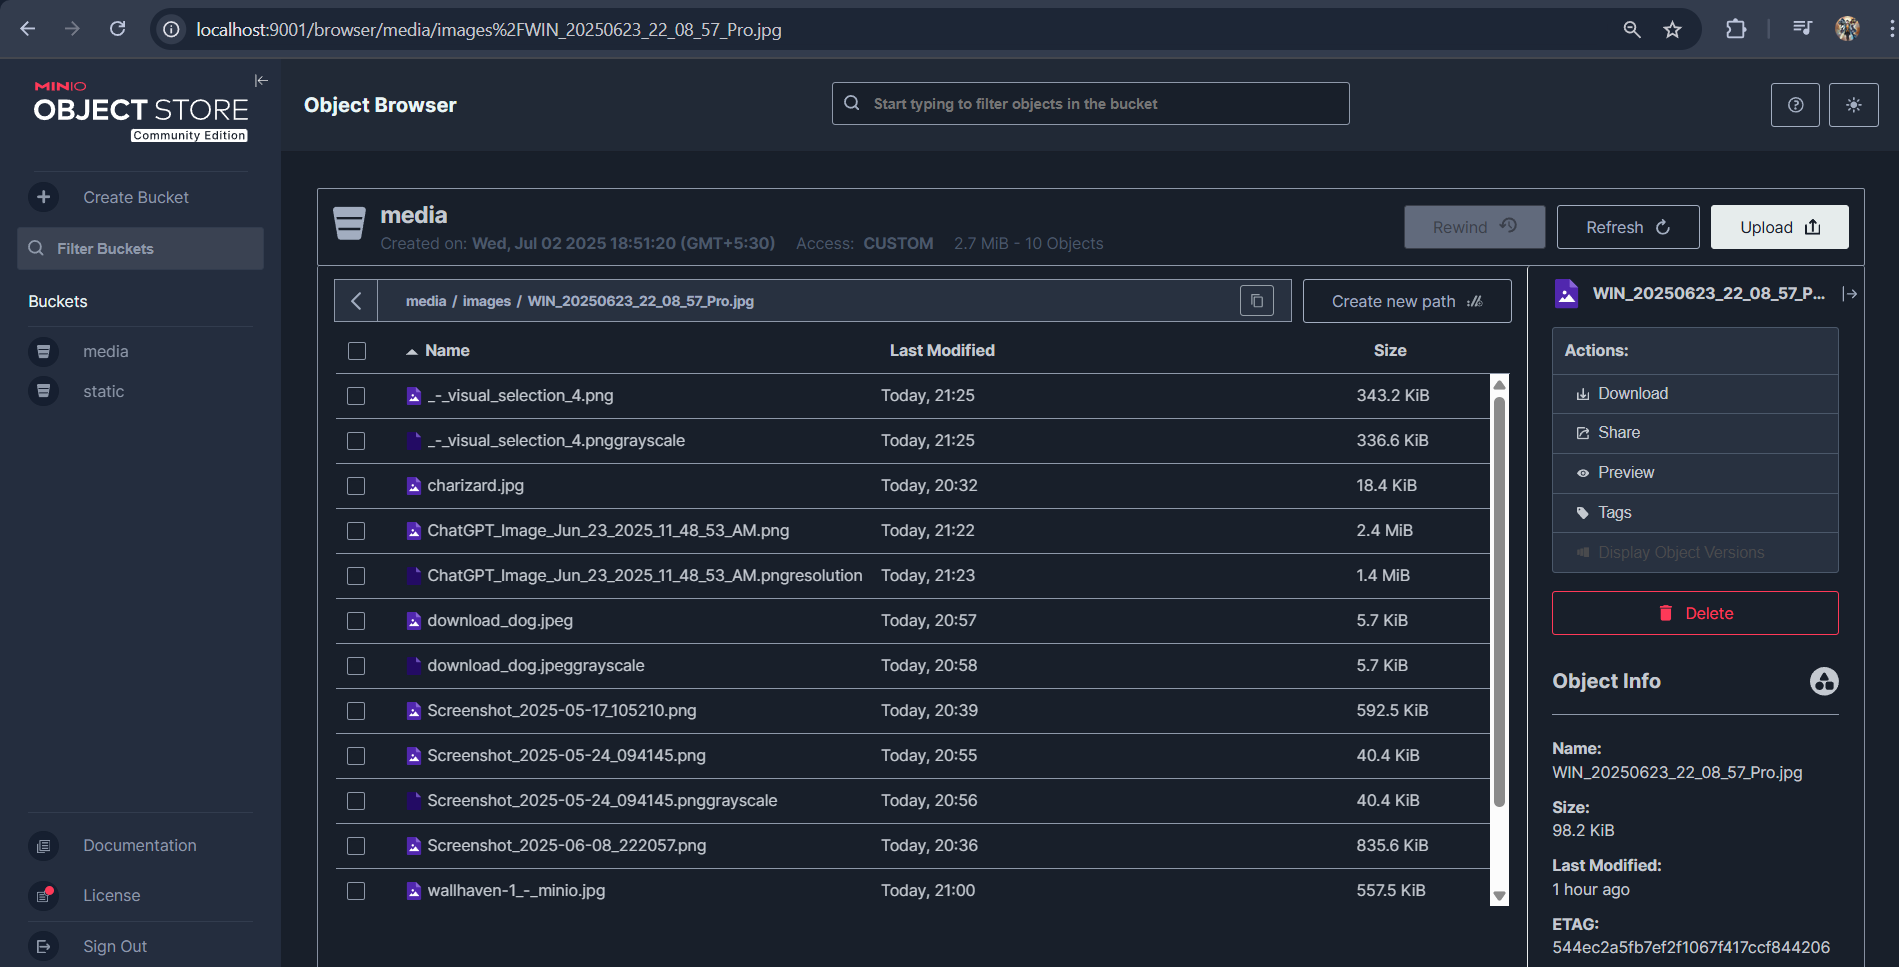 localhost:9001/browser/media/images%2FWIN_20250623_22_08_57_Pro.jpg
MINIO
OBJECT STORE
Community Edition
Object Browser
Start typing to filter objects in the bucket
Create Bucket
Filter Buckets
Buckets
media
static
Documentation
License
Sign Out
media
Created on: Wed, Jul 02 2025 18:51:20 (GMT+5:30) Access: CUSTOM 2.7 MiB - 10 Objects
Rewind
Refresh
Upload
media / images / WIN_20250623_22_08_57_Pro.jpg
Create new path
Name Last Modified Size
_-_visual_selection_4.png Today, 21:25 343.2 KiB
_-_visual_selection_4.pnggrayscale Today, 21:25 336.6 KiB
charizard.jpg Today, 20:32 18.4 KiB
ChatGPT_Image_Jun_23_2025_11_48_53_AM.png Today, 21:22 2.4 MiB
ChatGPT_Image_Jun_23_2025_11_48_53_AM.pngresolution Today, 21:23 1.4 MiB
download_dog.jpeg Today, 20:57 5.7 KiB
download_dog.jpeggrayscale Today, 20:58 5.7 KiB
Screenshot_2025-05-17_105210.png Today, 20:39 592.5 KiB
Screenshot_2025-05-24_094145.png Today, 20:55 40.4 KiB
Screenshot_2025-05-24_094145.pnggrayscale Today, 20:56 40.4 KiB
Screenshot_2025-06-08_222057.png Today, 20:36 835.6 KiB
wallhaven-1_-_minio.jpg Today, 21:00 557.5 KiB
WIN_20250623_22_08_57_P...
Actions:
Download
Share
Preview
Tags
Display Object Versions
Delete
Object Info
Name:
WIN_20250623_22_08_57_Pro.jpg
Size:
98.2 KiB
Last Modified:
1 hour ago
ETAG:
544ec2a5fb7ef2f1067f417ccf844206